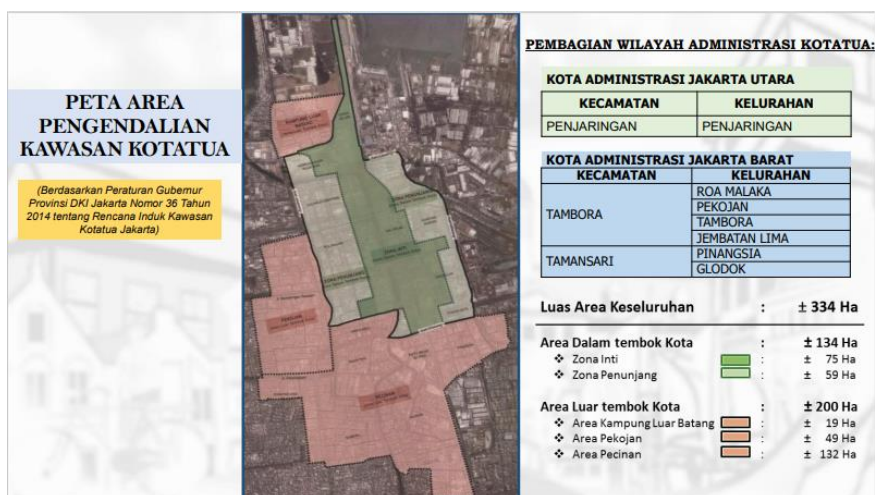 PETA AREA
PENGENDALIAN
KAWASAN KOTATUA
(Berdasarkan Peraturan Gubernur
Provinsi DKI Jakarta Nomor 36 Tahun
2014 tentang Rencana Induk Kawasan
Kotatua Jakarta)
PEMBAGIAN WILAYAH ADMINISTRASI KOTATUA:
KOTA ADMINISTRASI JAKARTA UTARA
KECAMATAN KELURAHAN
PENJARINGAN PENJARINGAN
KOTA ADMINISTRASI JAKARTA BARAT
KECAMATAN KELURAHAN
TAMBORA ROA MALAKA
PEKOJAN
TAMBORA
JEMBATAN LIMA
TAMANSARI PINANGSIA
GLODOK
Luas Area Keseluruhan : ± 334 Ha
Area Dalam tembok Kota : ± 134 Ha
❖ Zona Inti : ± 75 Ha
❖ Zona Penunjang : ± 59 Ha
Area Luar tembok Kota : ± 200 Ha
❖ Area Kampung Luar Batang : ± 19 Ha
❖ Area Pekojan : ± 49 Ha
❖ Area Pecinan : ± 132 Ha